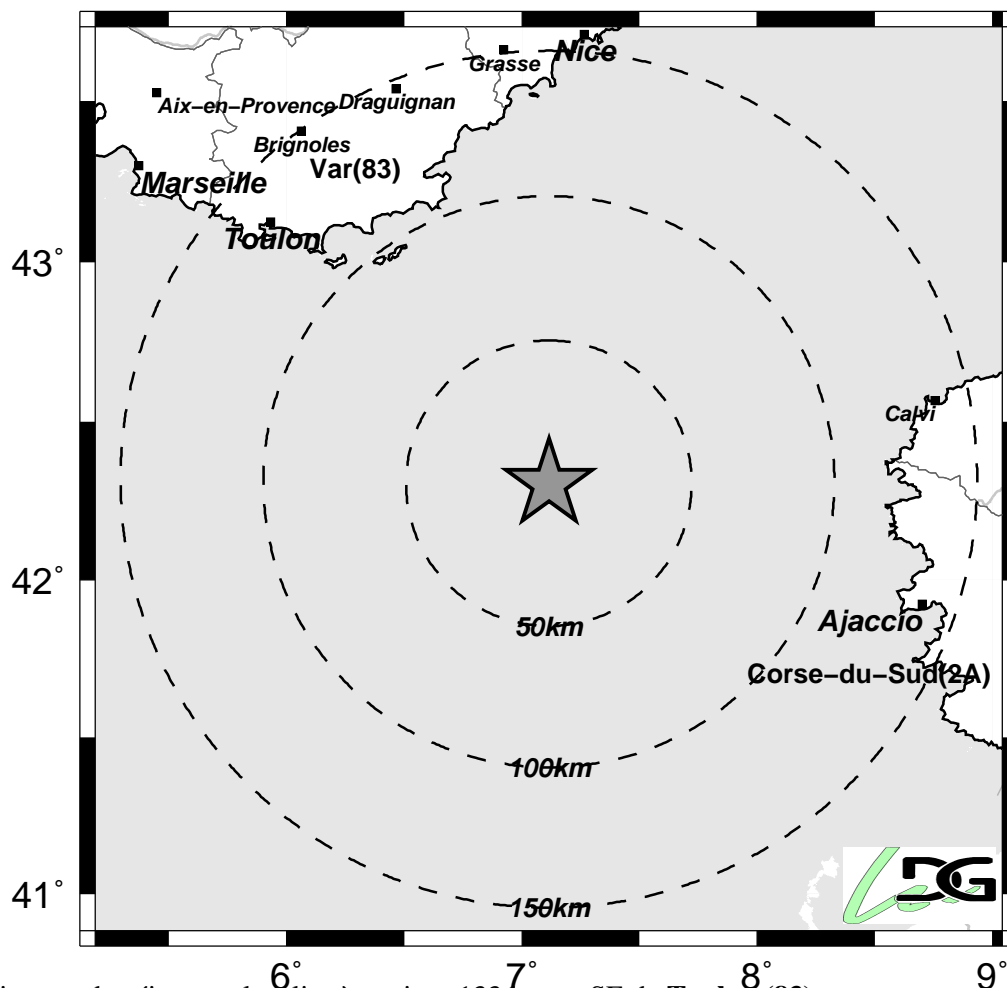 Nice
Grasse
Aix-en-Provence
Draguignan
Brignoles
Var(83)
Marseille
Toulon
43°
Calvi
42°
50km
Ajaccio
Corse-du-Sud(2A)
100km
DG
41°
150km
6°
7°
8°
9°